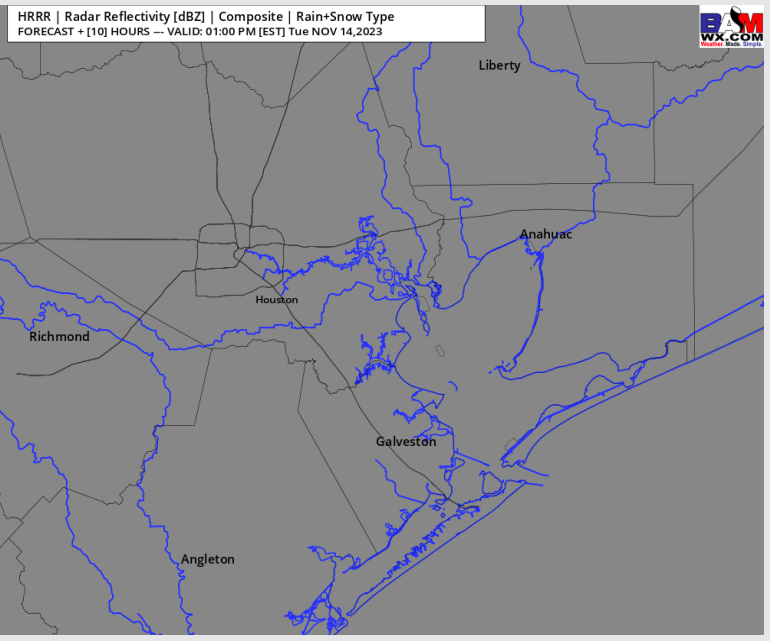 HRRR | Radar Reflectivity [dBZ] | Composite | Rain+Snow Type
FORECAST + [10] HOURS --- VALID: 01:00 PM [EST] Tue NOV 14,2023
BAM
WX.COM
Weather. Made. Simple.
Liberty
Anahuac
Houston
Richmond
Galveston
Angleton